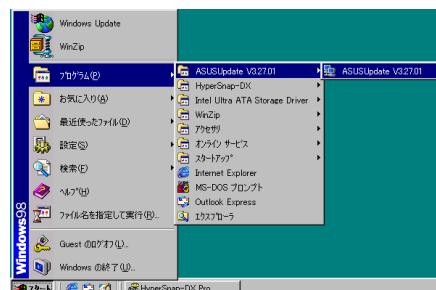 Windows Update
WinZip
プログラム(P)
お気に入り(A)
最近使ったファイル(D)
設定(S)
検索(F)
ヘルプ(H)
ファイル名を指定して実行(R)...
Guest のログオフ(L)...
Windows の終了(U)...
Windows98
ASUSUpdate V3.27.01
HyperSnap-DX
Intel Ultra ATA Storage Driver
WinZip
アクセサリ
オンライン サービス
スタートアップ
Internet Explorer
MS-DOS プロンプト
Outlook Express
エクスプローラ
ASUSUpdate V3.27.01
スタート
HyperSnap-DX Pro